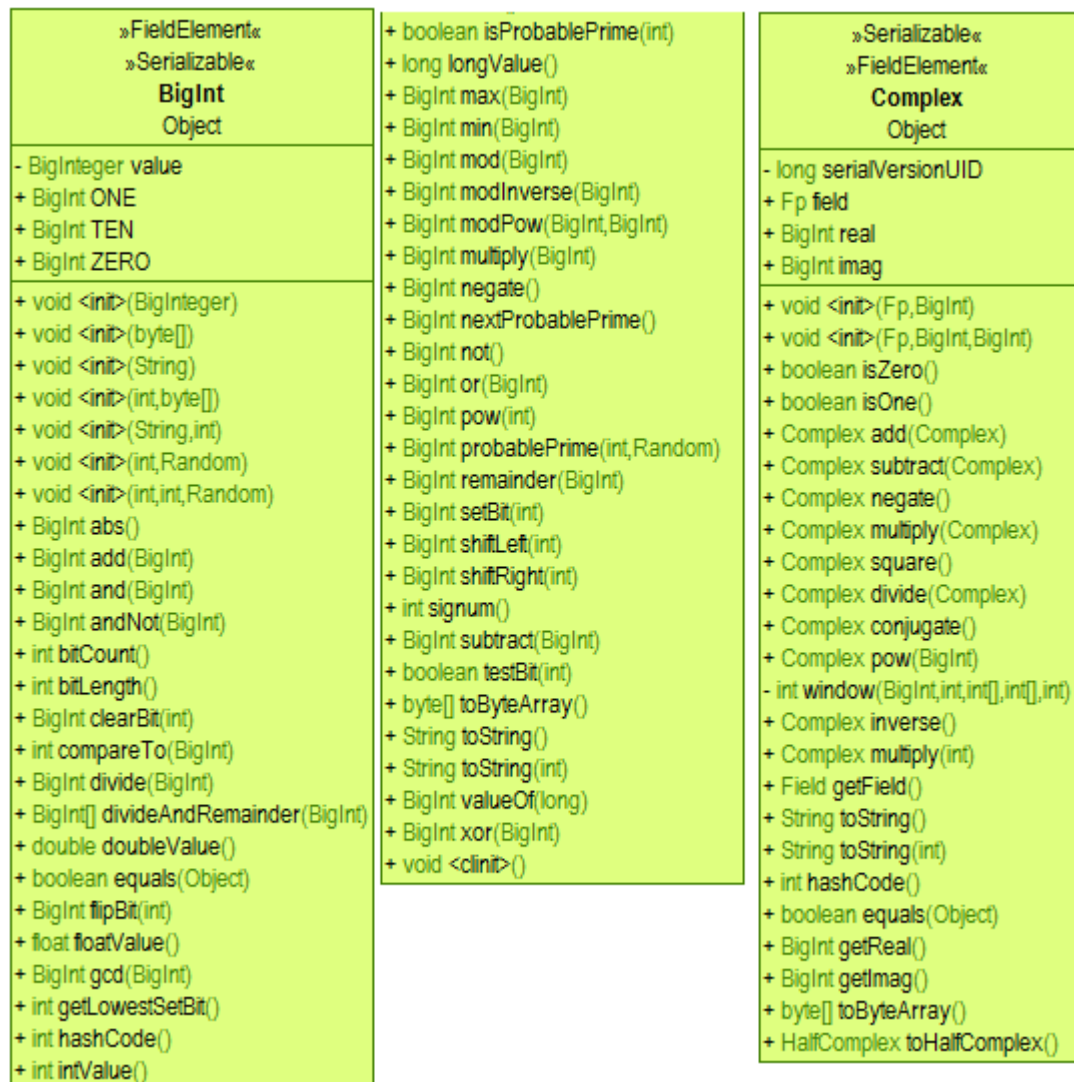 »FieldElement«
»Serializable«
BigInt
Object
- BigInteger value
+ BigInt ONE
+ BigInt TEN
+ BigInt ZERO
+ void <init>(BigInteger)
+ void <init>(byte[])
+ void <init>(String)
+ void <init>(int,byte[])
+ void <init>(String,int)
+ void <init>(int,Random)
+ void <init>(int,int,Random)
+ BigInt abs()
+ BigInt add(BigInt)
+ BigInt and(BigInt)
+ BigInt andNot(BigInt)
+ int bitCount()
+ int bitLength()
+ BigInt clearBit(int)
+ int compareTo(BigInt)
+ BigInt divide(BigInt)
+ BigInt[] divideAndRemainder(BigInt)
+ double doubleValue()
+ boolean equals(Object)
+ BigInt flipBit(int)
+ float floatValue()
+ BigInt gcd(BigInt)
+ int getLowestSetBit()
+ int hashCode()
+ int intValue()
+ boolean isProbablePrime(int)
+ long longValue()
+ BigInt max(BigInt)
+ BigInt min(BigInt)
+ BigInt mod(BigInt)
+ BigInt modInverse(BigInt)
+ BigInt modPow(BigInt,BigInt)
+ BigInt multiply(BigInt)
+ BigInt negate()
+ BigInt nextProbablePrime()
+ BigInt not()
+ BigInt or(BigInt)
+ BigInt pow(int)
+ BigInt probablePrime(int,Random)
+ BigInt remainder(BigInt)
+ BigInt setBit(int)
+ BigInt shiftLeft(int)
+ BigInt shiftRight(int)
+ int signum()
+ BigInt subtract(BigInt)
+ boolean testBit(int)
+ byte[] toByteArray()
+ String toString()
+ String toString(int)
+ BigInt valueOf(long)
+ BigInt xor(BigInt)
+ void <clinit>()
»Serializable«
»FieldElement«
Complex
Object
- long serialVersionUID
+ Fp field
+ BigInt real
+ BigInt imag
+ void <init>(Fp,BigInt)
+ void <init>(Fp,BigInt,BigInt)
+ boolean isZero()
+ boolean isOne()
+ Complex add(Complex)
+ Complex subtract(Complex)
+ Complex negate()
+ Complex multiply(Complex)
+ Complex square()
+ Complex divide(Complex)
+ Complex conjugate()
+ Complex pow(BigInt)
- int window(BigInt,int,int[],int[],int)
+ Complex inverse()
+ Complex multiply(int)
+ Field getField()
+ String toString()
+ String toString(int)
+ int hashCode()
+ boolean equals(Object)
+ BigInt getReal()
+ BigInt getImag()
+ byte[] toByteArray()
+ HalfComplex toHalfComplex()